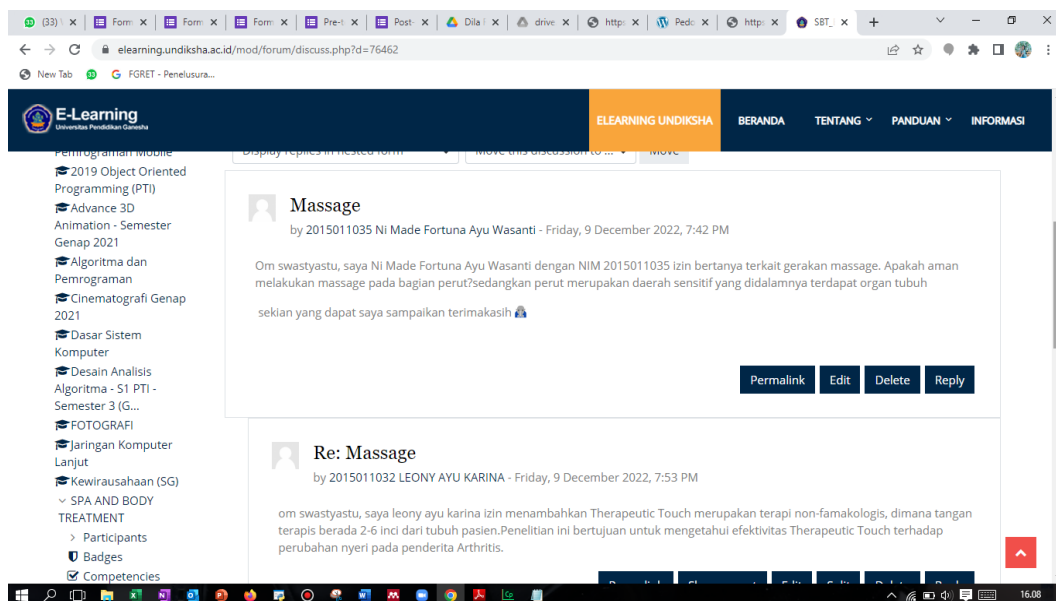 (33) \
Form
Form
Form
Pre-t
Post-
Dila F
drive
https
Pedo
https
SBT_
elearning.undiksha.ac.id/mod/forum/discuss.php?d=76462
New Tab
FGRET - Penelusura...
E-Learning
Universitas Pendidikan Ganesha
ELEARNING UNDIKSHA
BERANDA
TENTANG
PANDUAN
INFORMASI
Pemrograman Mobile
2019 Object Oriented
Programming (PTI)
Advance 3D
Animation - Semester
Genap 2021
Algoritma dan
Pemrograman
Cinematografi Genap
2021
Dasar Sistem
Komputer
Desain Analisis
Algoritma - S1 PTI -
Semester 3 (G...
FOTOGRAFI
Jaringan Komputer
Lanjut
Kewirausahaan (SG)
SPA AND BODY
TREATMENT
Participants
Badges
Competencies
Display replies in nested form
Move this discussion to ...
Move
Massage
by 2015011035 Ni Made Fortuna Ayu Wasanti - Friday, 9 December 2022, 7:42 PM
Om swastyastu, saya Ni Made Fortuna Ayu Wasanti dengan NIM 2015011035 izin bertanya terkait gerakan massage. Apakah aman
melakukan massage pada bagian perut?sedangkan perut merupakan daerah sensitif yang didalamnya terdapat organ tubuh
sekian yang dapat saya sampaikan terimakasih
Permalink Edit Delete Reply
Re: Massage
by 2015011032 LEONY AYU KARINA - Friday, 9 December 2022, 7:53 PM
om swastyastu, saya leony ayu karina izin menambahkan Therapeutic Touch merupakan terapi non-famakologis, dimana tangan
terapis berada 2-6 inci dari tubuh pasien.Penelitian ini bertujuan untuk mengetahui efektivitas Therapeutic Touch terhadap
perubahan nyeri pada penderita Arthritis.
16.08